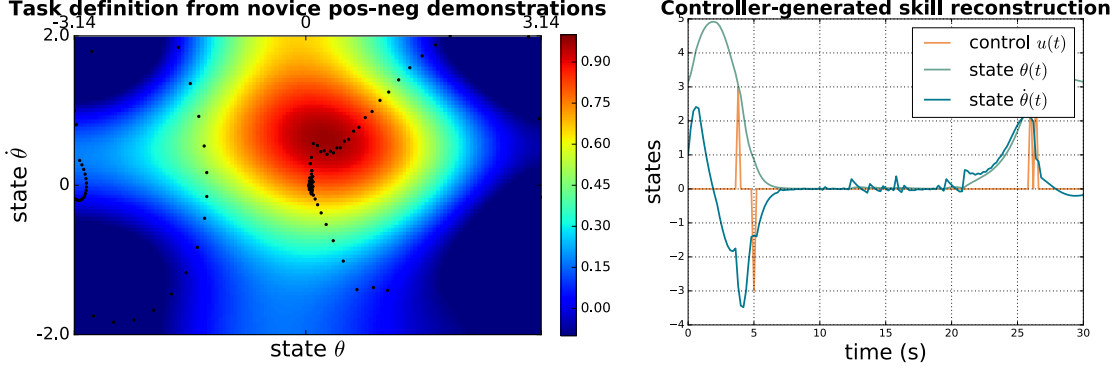 Task definition from novice pos-neg demonstrations
-3.14 0 3.14
2.0
0
-2.0
state θ̇
state θ
0.90
0.75
0.60
0.45
0.30
0.15
0.00
Controller-generated skill reconstruction
control u(t)
state θ(t)
state θ̇(t)
5
4
3
2
1
0
−1
−2
−3
−4
states
0 5 10 15 20 25 30
time (s)